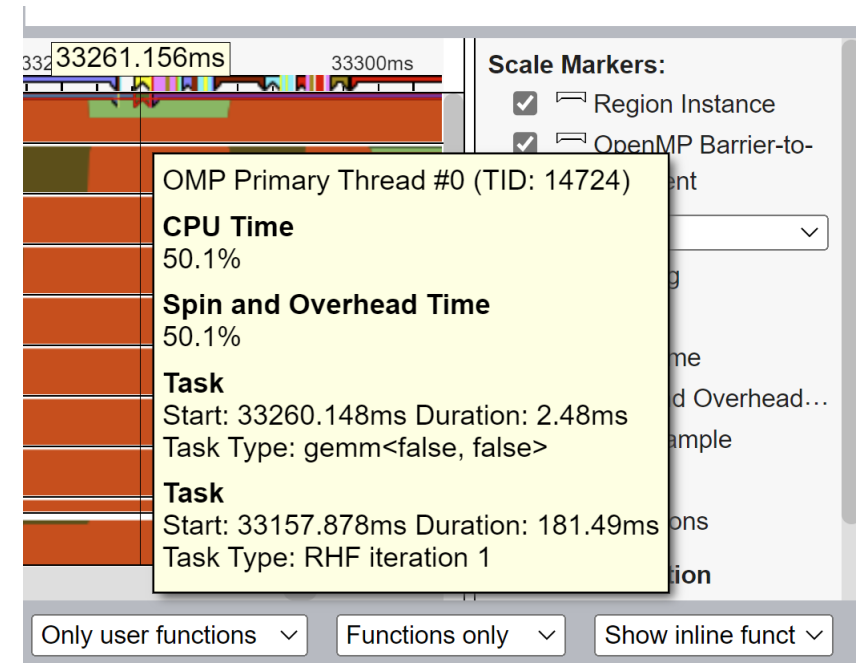 33261.156ms
33300ms
Scale Markers:
Region Instance
OpenMP Barrier-to-
OMP Primary Thread #0 (TID: 14724)
CPU Time
50.1%
Spin and Overhead Time
50.1%
Task
Start: 33260.148ms Duration: 2.48ms
Task Type: gemm<false, false>
Task
Start: 33157.878ms Duration: 181.49ms
Task Type: RHF iteration 1
d Overhead…
Only user functions
Functions only
Show inline funct